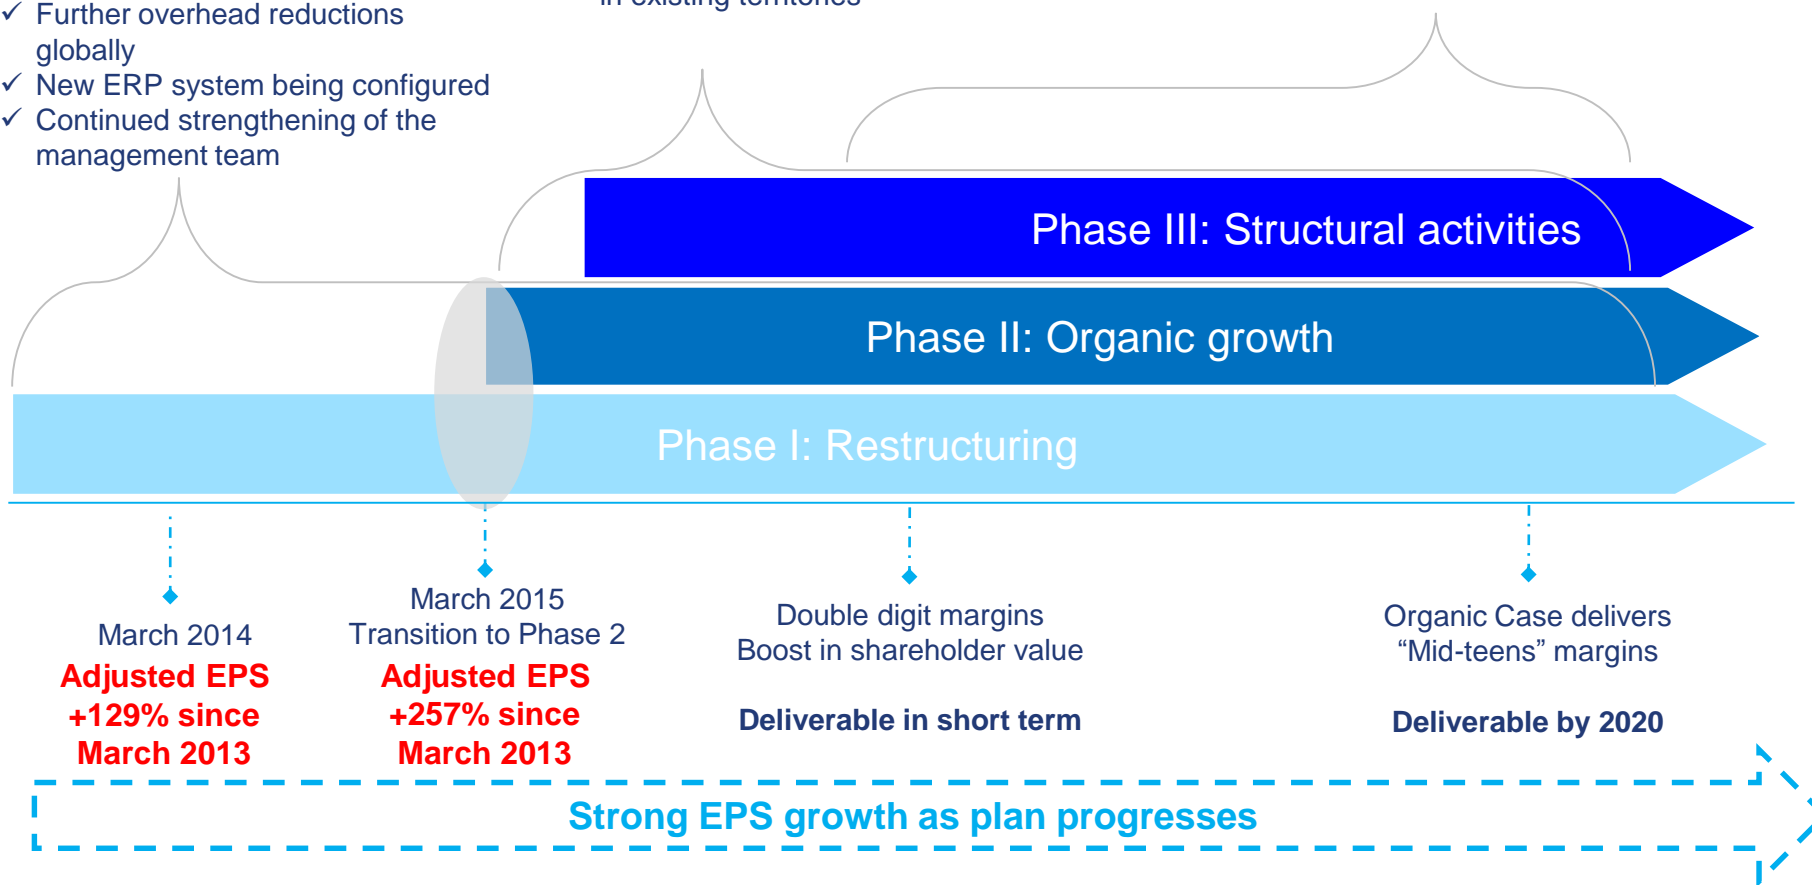 ✓ Further overhead reductions
globally
✓ New ERP system being configured
✓ Continued strengthening of the
management team
in existing territories
Phase III: Structural activities
Phase II: Organic growth
Phase I: Restructuring
March 2014
Adjusted EPS
+129% since
March 2013
March 2015
Transition to Phase 2
Adjusted EPS
+257% since
March 2013
Double digit margins
Boost in shareholder value
Deliverable in short term
Organic Case delivers
“Mid-teens” margins
Deliverable by 2020
Strong EPS growth as plan progresses